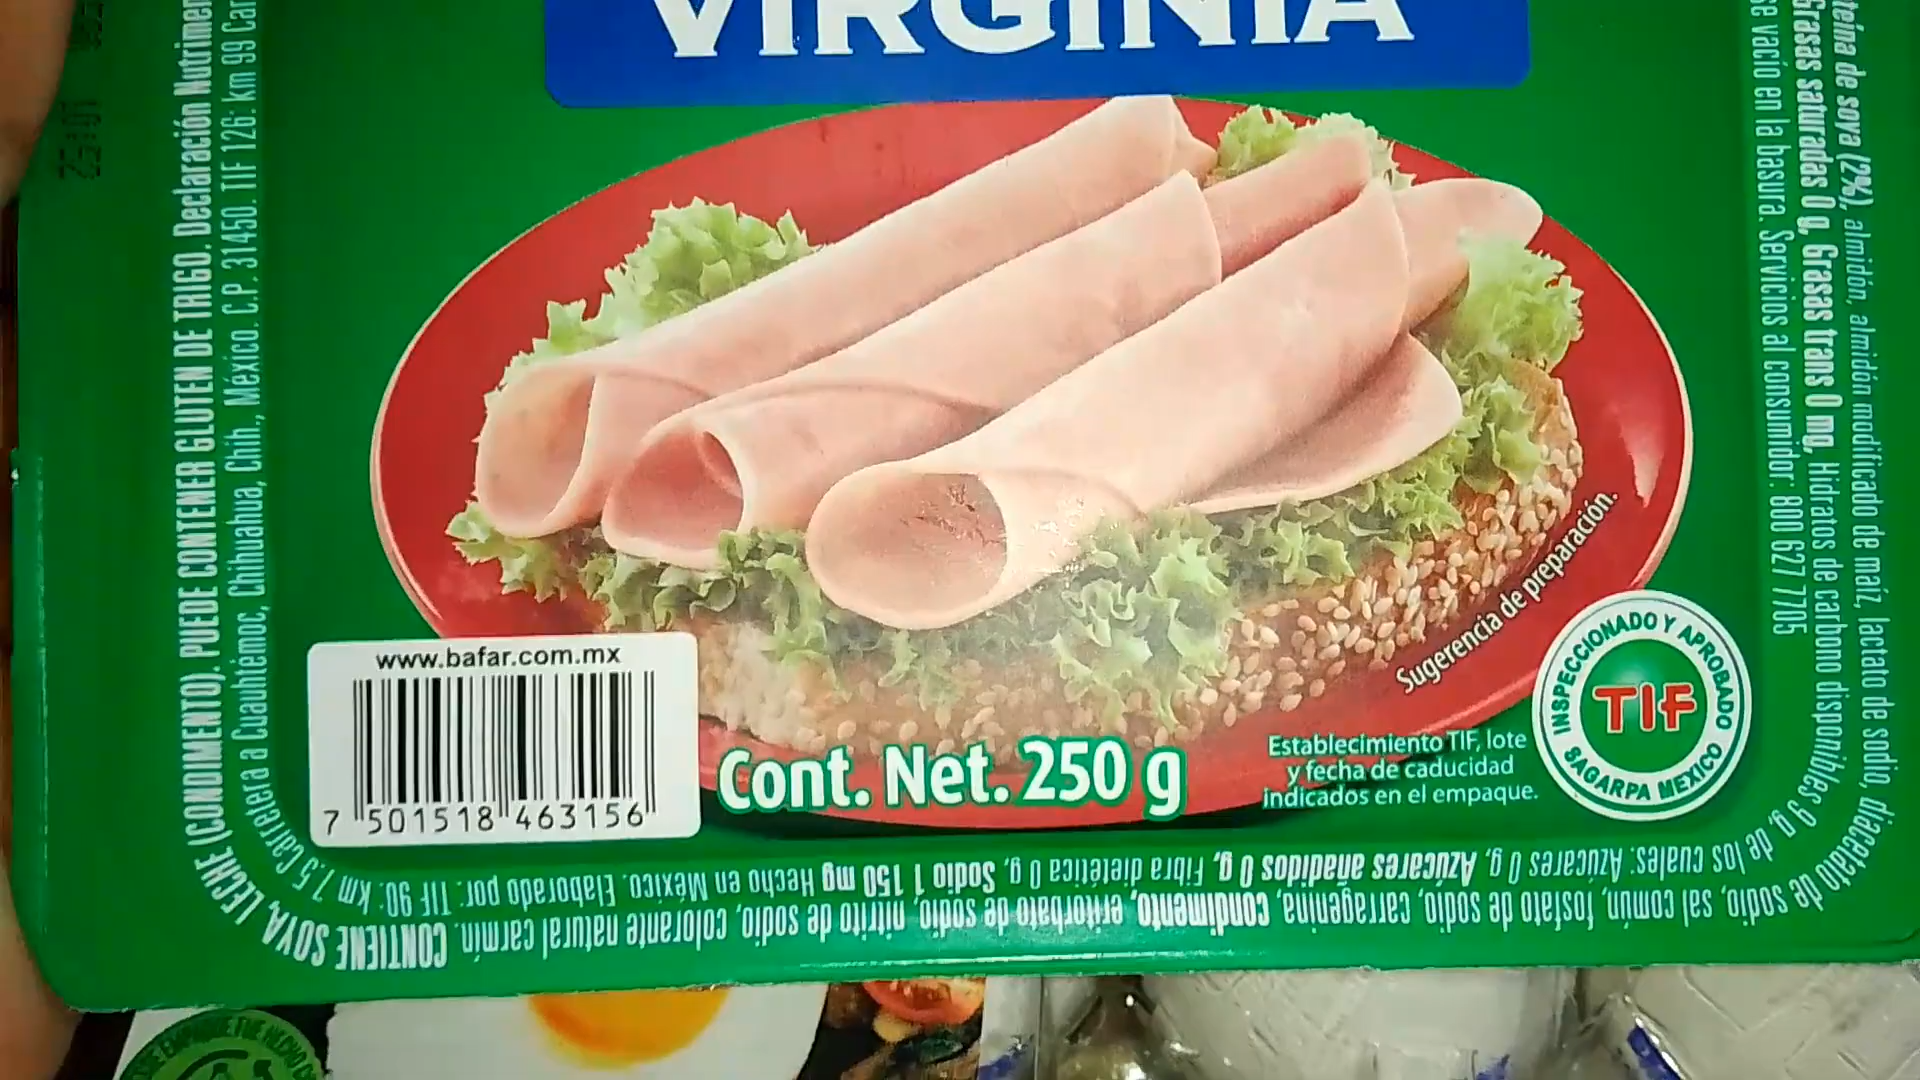 VIRGINIA
Sugerencia de preparación.
www.bafar.com.mx
7 501518 463156
Cont. Net. 250 g
Establecimiento TIF, lote
y fecha de caducidad
indicados en el empaque.
INSPECCIONADO Y APROBADO
TIF
SAGARPA MEXICO
teína de soya (2%), almidón, almidón modificado de maíz, lactato de sodio, diacetato de sodio, sal común, fosfato de sodio, carragenina, condimento, eritorbato de sodio, nitrito de sodio, colorante natural carmín. CONTIENE SOYA, LECHE (CONDIMENTO). PUEDE CONTENER GLUTEN DE TRIGO. Declaración Nutrimen
Grasas saturadas 0 g, Grasas trans 0 mg, Hidratos de carbono disponibles 9 g, de los cuales: Azúcares 0 g, Azúcares añadidos 0 g, Fibra dietética 0 g, Sodio 1 150 mg Hecho en México. Elaborado por: TIF 90: km 7.5 Carretera a Cuauhtémoc, Chihuahua, Chih., México. C.P. 31450. TIF 126: km 99 Car
se vacío en la basura. Servicios al consumidor: 800 627 7705